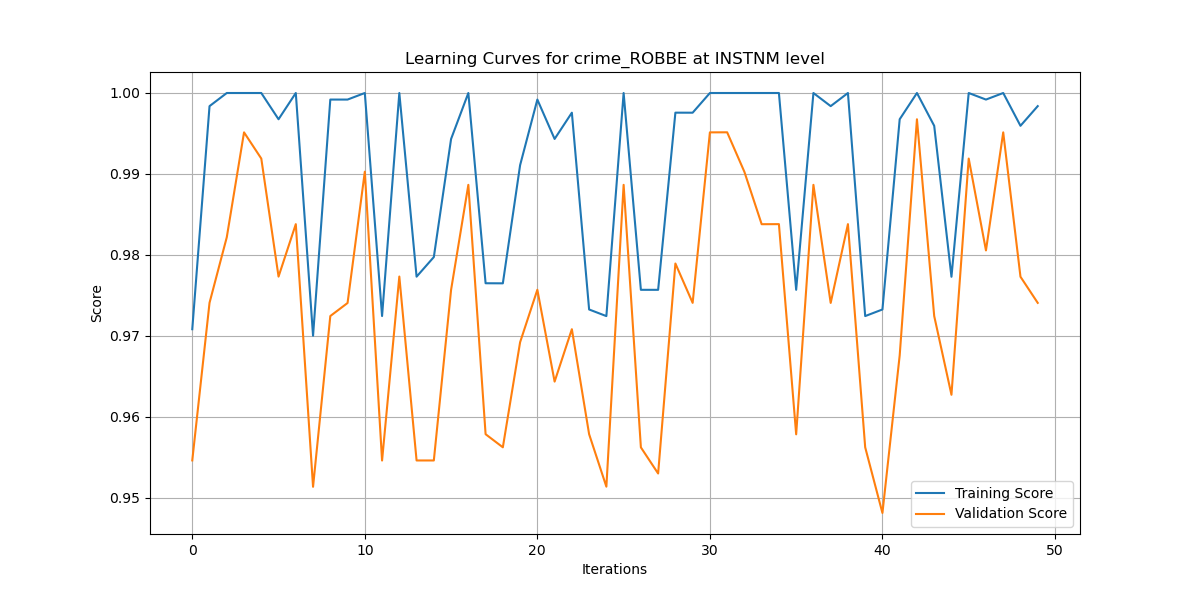 Learning Curves for crime_ROBBE at INSTNM level
1.00
0.99
0.98
0.97
0.96
0.95
Score
0
10
20
30
40
50
Iterations
Training Score
Validation Score